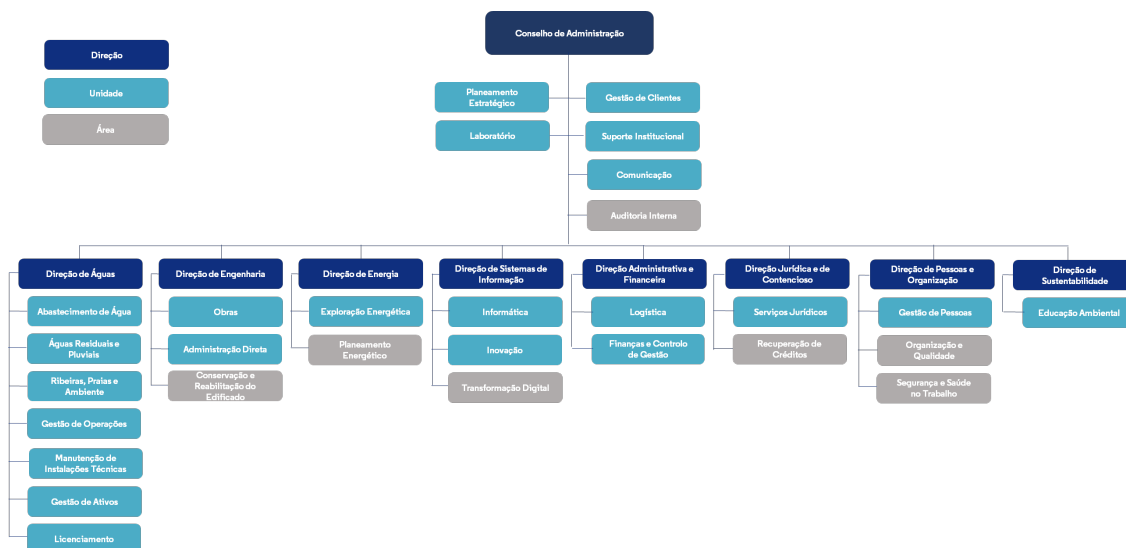 Conselho de Administração
Direção
Unidade
Área
Planeamento
Estratégico
Gestão de Clientes
Laboratório
Suporte Institucional
Comunicação
Auditoria Interna
Direção de Águas
Abastecimento de Água
Águas Residuais e
Pluviais
Ribeiras, Praias e
Ambiente
Gestão de Operações
Manutenção de
Instalações Técnicas
Gestão de Ativos
Licenciamento
Direção de Engenharia
Obras
Administração Direta
Conservação e
Reabilitação do
Edificado
Direção de Energia
Exploração Energética
Planeamento
Energético
Direção de Sistemas de
Informação
Informática
Inovação
Transformação Digital
Direção Administrativa e
Financeira
Logística
Finanças e Controlo
de Gestão
Direção Jurídica e de
Contencioso
Serviços Jurídicos
Recuperação de
Créditos
Direção de Pessoas e
Organização
Gestão de Pessoas
Organização e
Qualidade
Segurança e Saúde
no Trabalho
Direção de
Sustentabilidade
Educação Ambiental